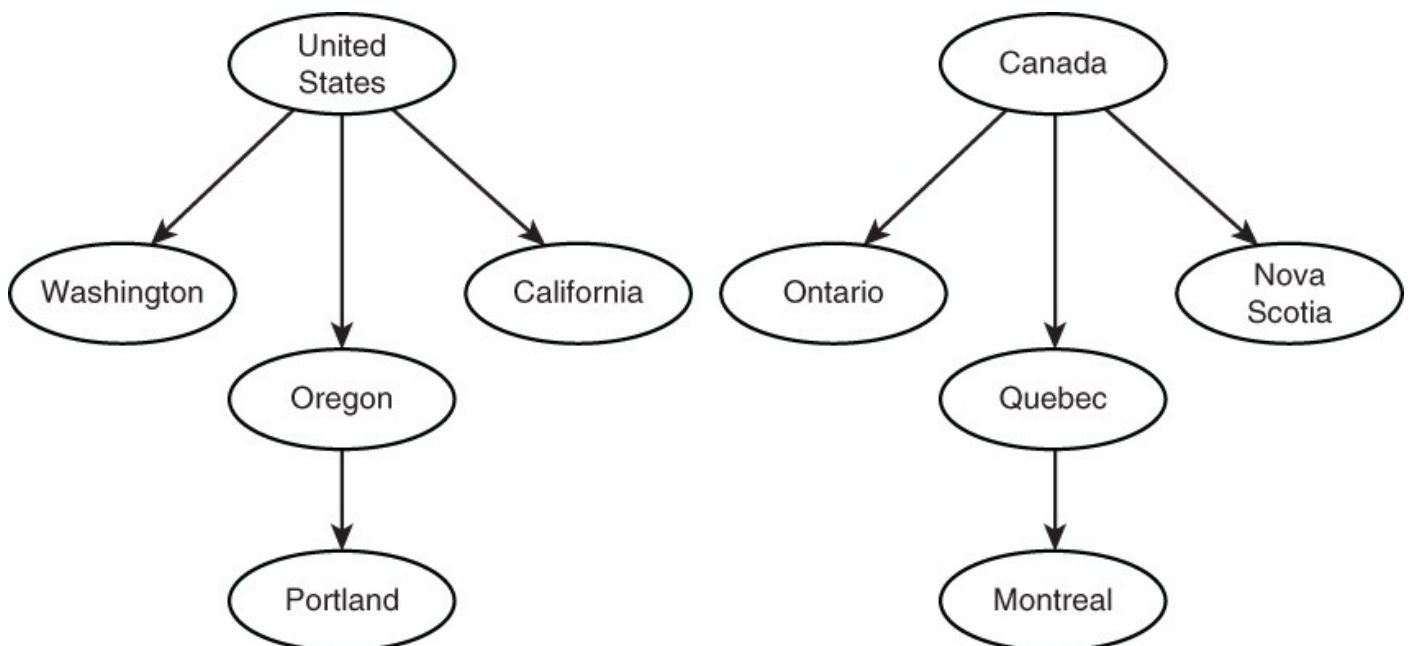 United
States
Canada
Washington
California
Ontario
Nova
Scotia
Oregon
Quebec
Portland
Montreal